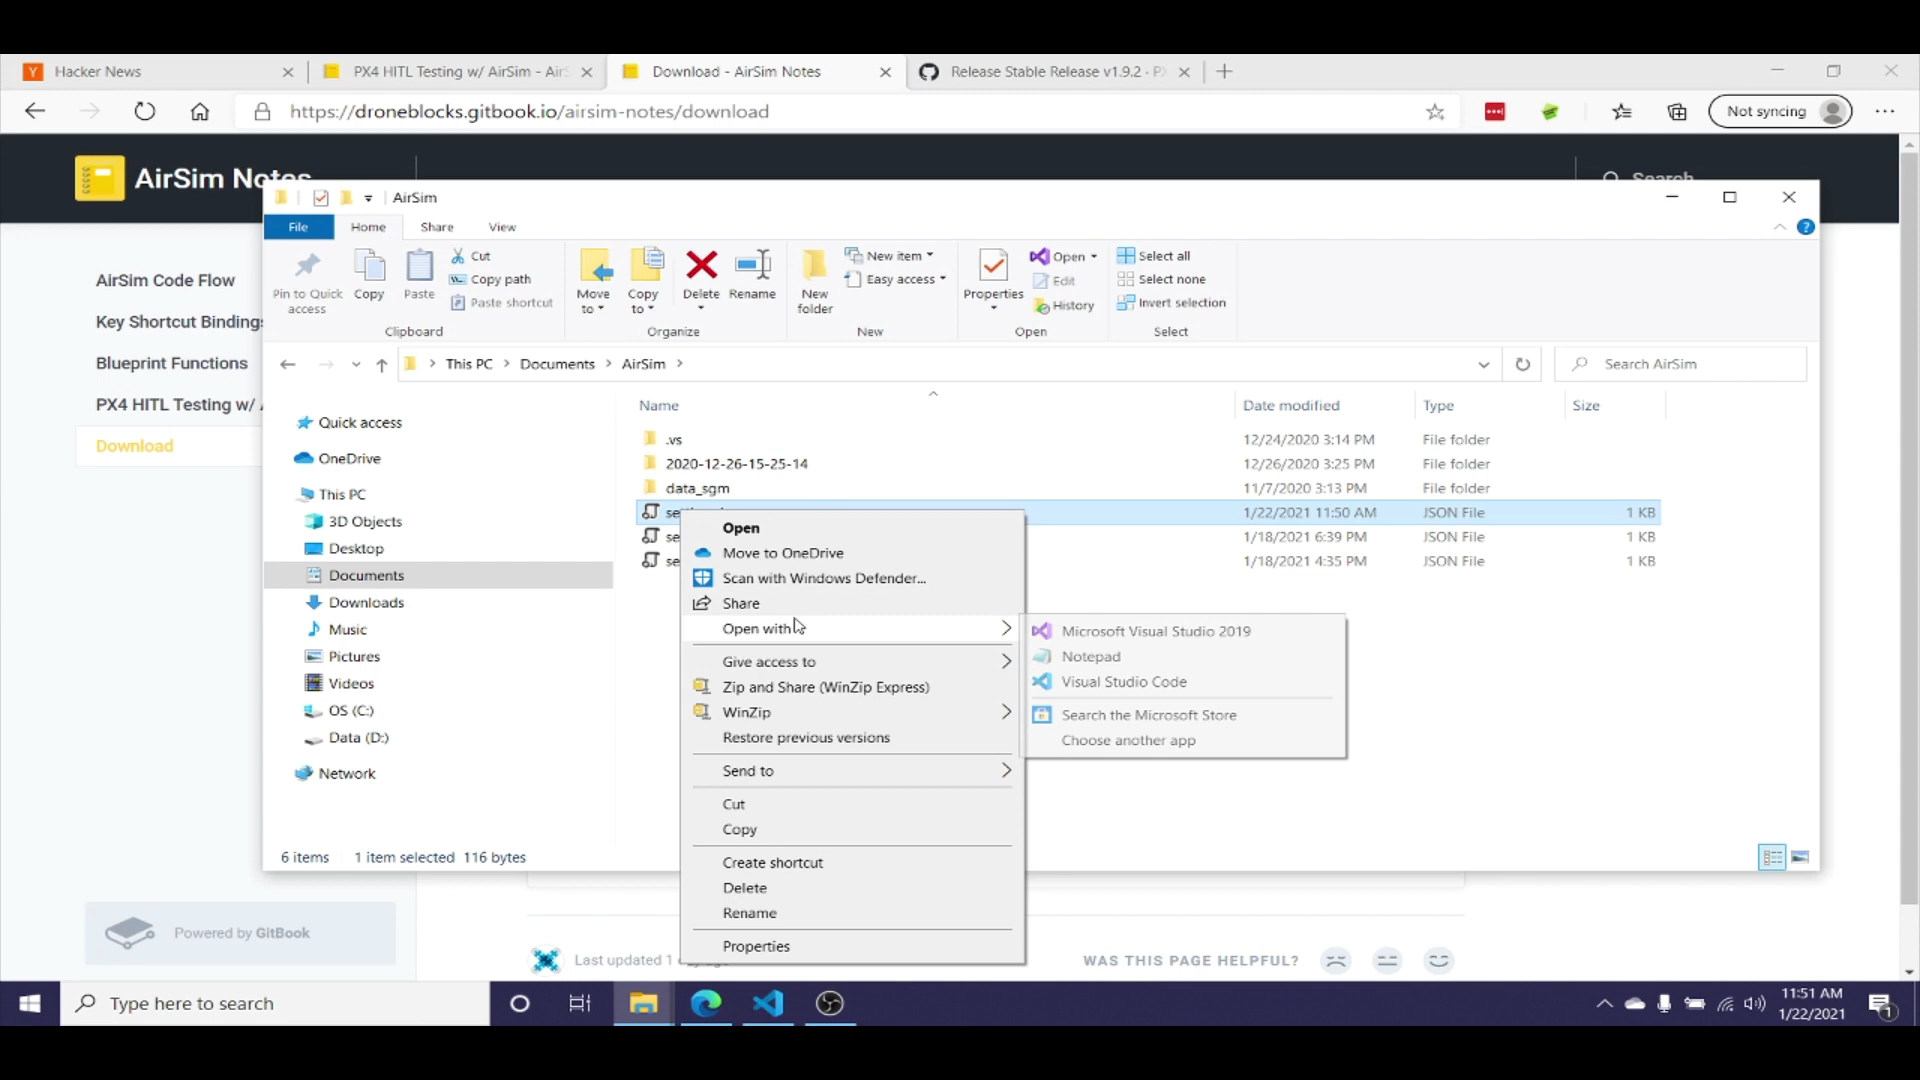 Hacker News
PX4 HITL Testing w/ AirSim - Air
Download - AirSim Notes
Release Stable Release v1.9.2 · P
https://droneblocks.gitbook.io/airsim-notes/download
Not syncing
AirSim Notes
Search
AirSim
File
Home
Share
View
Pin to Quick access
Copy
Paste
Cut
Copy path
Paste shortcut
Clipboard
Move to
Copy to
Delete
Rename
Organize
New folder
New item
Easy access
New
Properties
Open
Edit
History
Open
Select all
Select none
Invert selection
Select
This PC
Documents
AirSim
Search AirSim
AirSim Code Flow
Key Shortcut Bindings
Blueprint Functions
PX4 HITL Testing w/
Download
Quick access
OneDrive
This PC
3D Objects
Desktop
Documents
Downloads
Music
Pictures
Videos
OS (C:)
Data (D:)
Network
Name Date modified Type Size
.vs 12/24/2020 3:14 PM File folder
2020-12-26-15-25-14 12/26/2020 3:25 PM File folder
data_sgm 11/7/2020 3:13 PM File folder
se 1/22/2021 11:50 AM JSON File 1 KB
se 1/18/2021 6:39 PM JSON File 1 KB
se 1/18/2021 4:35 PM JSON File 1 KB
Open
Move to OneDrive
Scan with Windows Defender...
Share
Open with
Give access to
Zip and Share (WinZip Express)
WinZip
Restore previous versions
Send to
Cut
Copy
Create shortcut
Delete
Rename
Properties
Microsoft Visual Studio 2019
Notepad
Visual Studio Code
Search the Microsoft Store
Choose another app
6 items 1 item selected 116 bytes
Powered by GitBook
Last updated 1
WAS THIS PAGE HELPFUL?
Type here to search
11:51 AM
1/22/2021
1